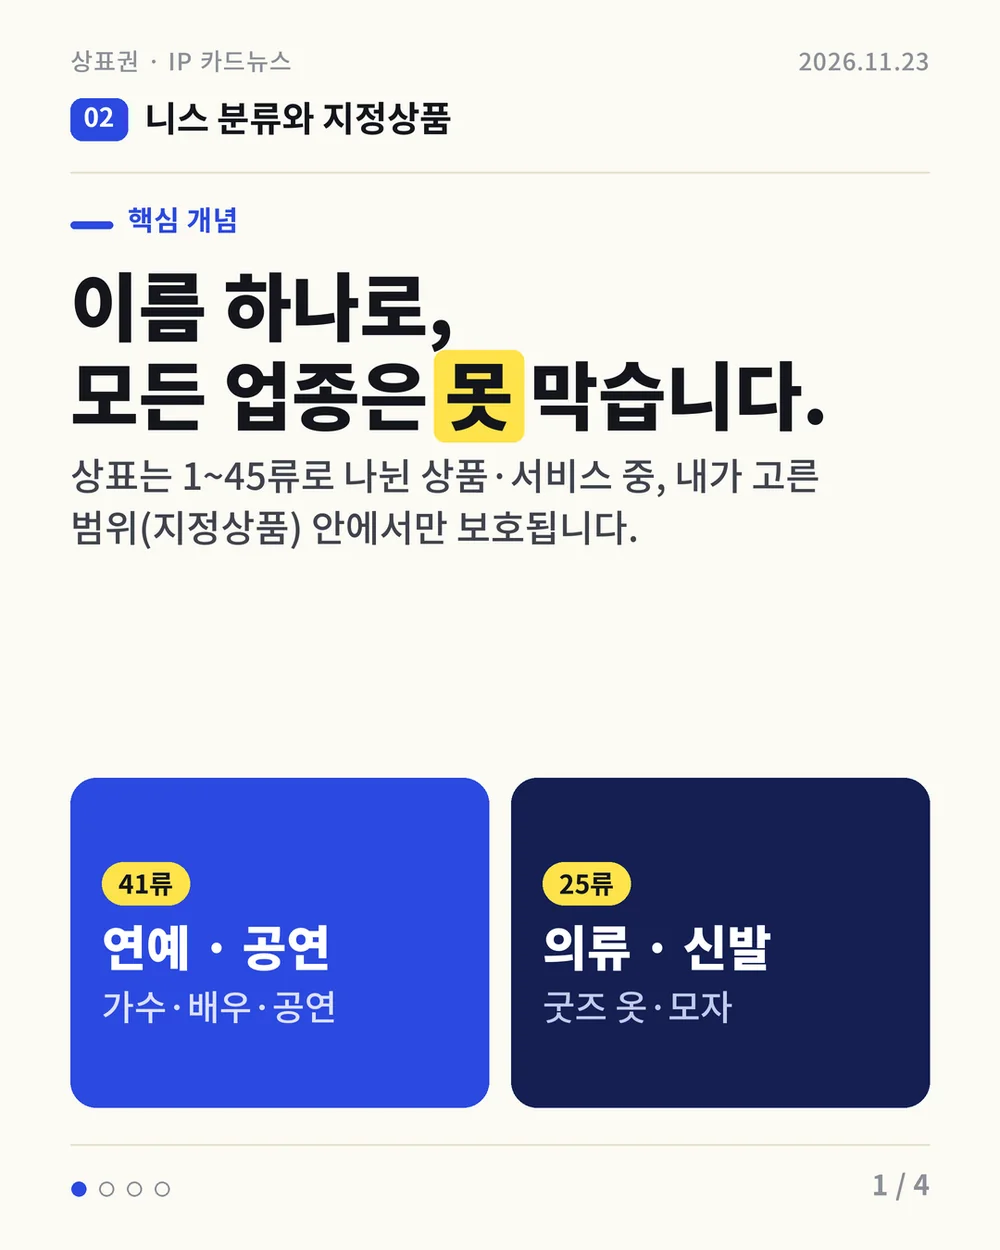 상표권 · IP 카드뉴스
2026.11.23
02 니스 분류와 지정상품
핵심 개념
이름 하나로,
모든 업종은 못 막습니다.
상표는 1~45류로 나뉜 상품·서비스 중, 내가 고른
범위(지정상품) 안에서만 보호됩니다.
41류
연예 · 공연
가수·배우·공연
25류
의류 · 신발
굿즈 옷·모자
1 / 4